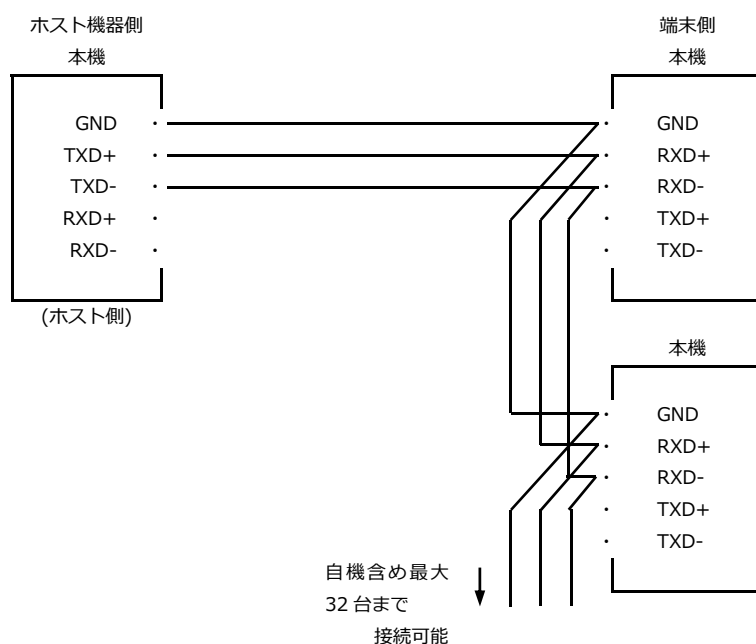 ホスト機器側
本機
GND
TXD+
TXD-
RXD+
RXD-
(ホスト側)
端末側
本機
GND
RXD+
RXD-
TXD+
TXD-
本機
GND
RXD+
RXD-
TXD+
TXD-
自機含め最大
32 台まで
接続可能